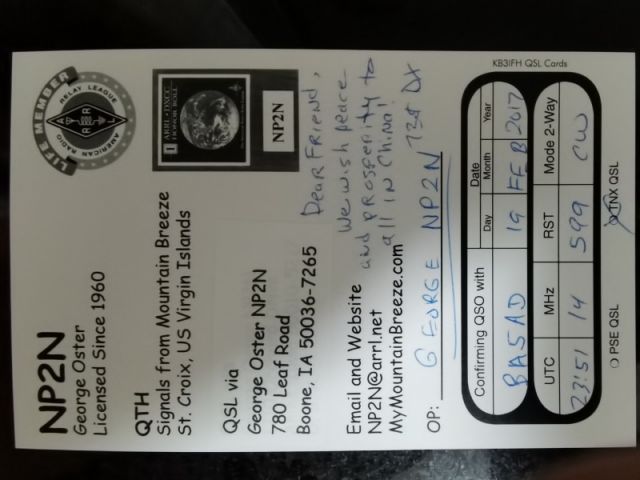 NP2N
George Oster
Licensed Since 1960
LIFE MEMBER
AMERICAN RADIO RELAY LEAGUE
QTH
Signals from Mountain Breeze
St. Croix, US Virgin Islands
ARRL · DXCC
HONOR ROLL
NP2N
QSL via
George Oster NP2N
780 Leaf Road
Boone, IA 50036-7265
DEAR FRIEND,
We wish peace
and prosperity to
all in China!
Email and Website
NP2N@arrl.net
MyMountainBreeze.com
OP: GEORGE NP2N 73 DX
KB3IFH QSL Cards
Confirming QSO with
Date
Day Month Year
BA5AD 19 FEB 2017
UTC MHz RST Mode 2-Way
23:51 14 599 CW
PSE QSL TNX QSL